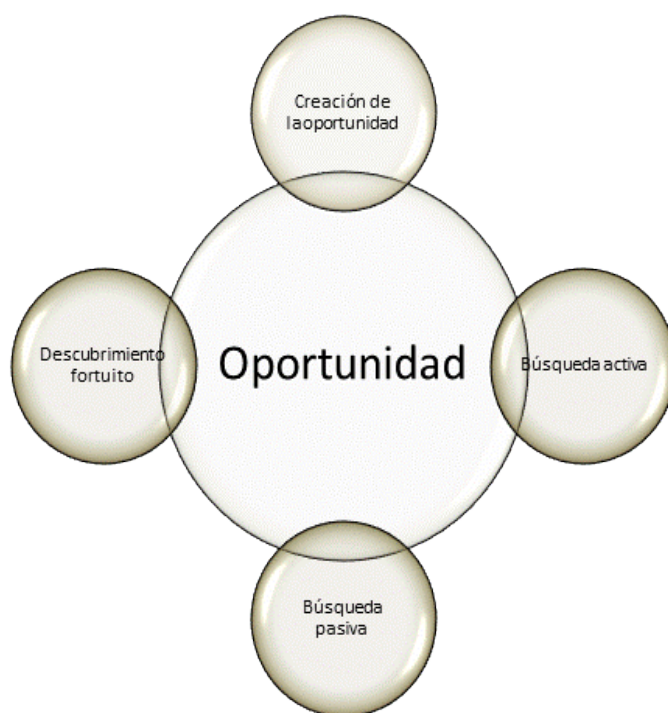 Creación de
laoportunidad
Descubrimiento
fortuito
Oportunidad
Búsqueda activa
Búsqueda
pasiva